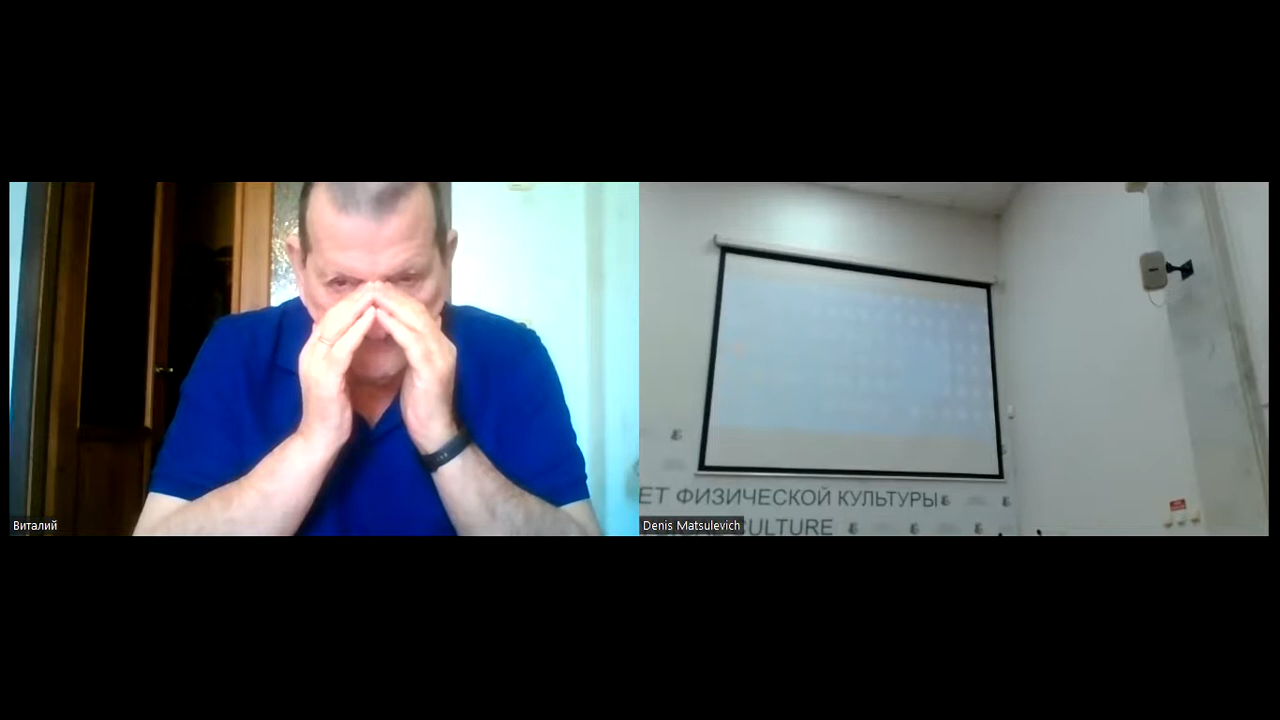 ЕТ ФИЗИЧЕСКОЙ КУЛЬТУРЫ
CULTURE
Виталий
Denis Matsulevich